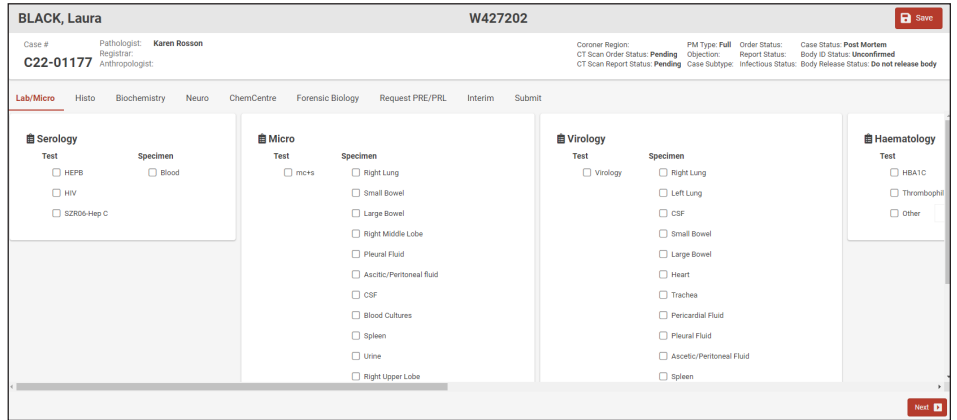 BLACK, Laura W427202 Save
Case #
C22-01177
Pathologist: Karen Rosson
Registrar:
Anthropologist:
Coroner Region: PM Type: Full Order Status: Case Status: Post Mortem
CT Scan Order Status: Pending Objection: Report Status: Body ID Status: Unconfirmed
CT Scan Report Status: Pending Case Subtype: Infectious Status: Body Release Status: Do not release body
Lab/Micro Histo Biochemistry Neuro ChemCentre Forensic Biology Request PRE/PRL Interim Submit
Serology
Test Specimen
HEPB Blood
HIV
SZR06-Hep C
Micro
Test Specimen
mc+s Right Lung
Small Bowel
Large Bowel
Right Middle Lobe
Pleural Fluid
Ascitic/Peritoneal fluid
CSF
Blood Cultures
Spleen
Urine
Right Upper Lobe
Virology
Test Specimen
Virology Right Lung
Left Lung
CSF
Small Bowel
Large Bowel
Heart
Trachea
Pericardial Fluid
Pleural Fluid
Ascetic/Peritoneal Fluid
Spleen
Haematology
Test
HBA1C
Thrombophil
Other
Next